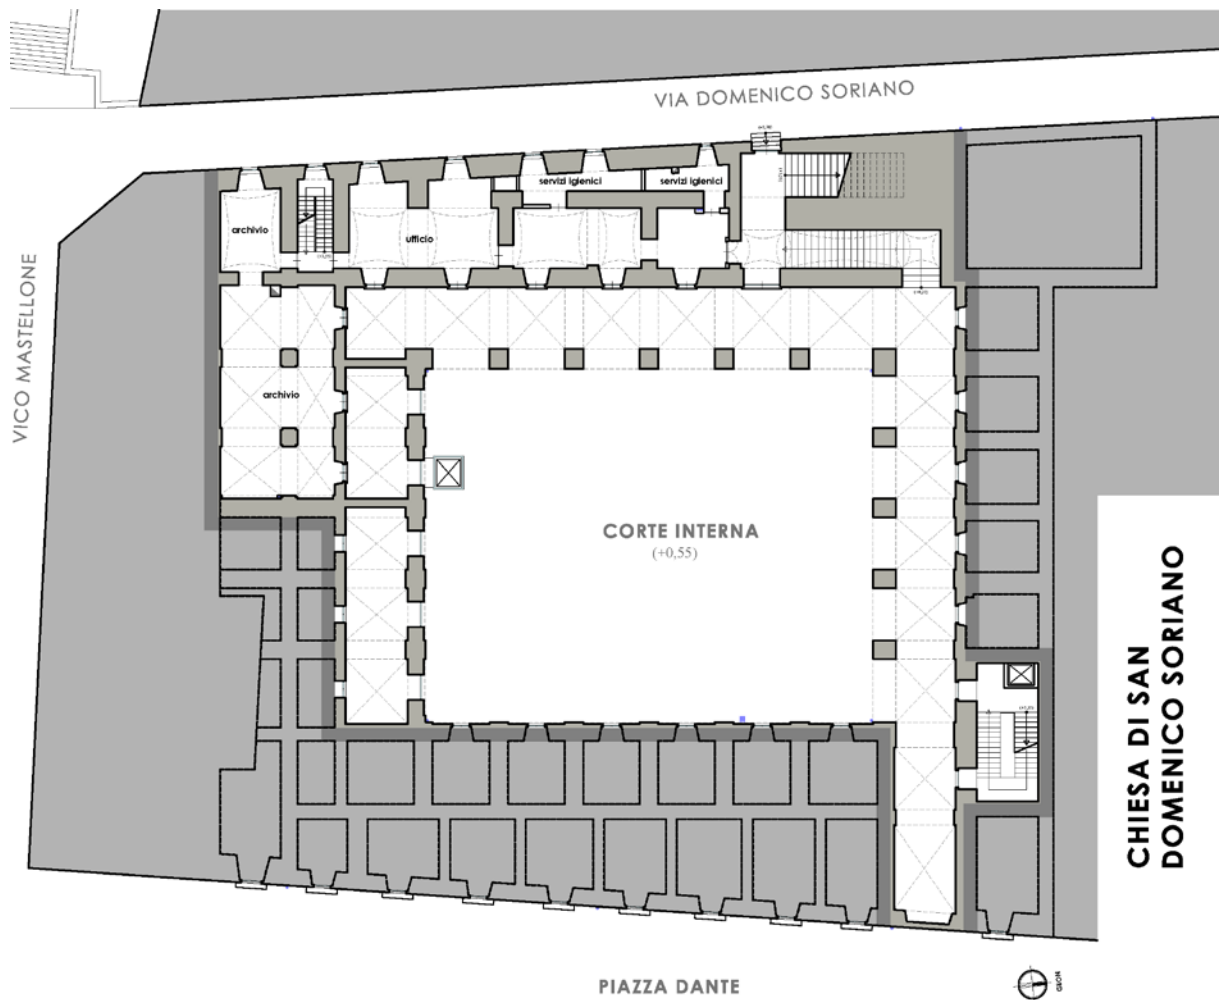 VIA DOMENICO SORIANO
servizi igienici
servizi igienici
archivio
ufficio
VICO MASTELLONE
archivio
CORTE INTERNA
(+0,55)
CHIESA DI SAN
DOMENICO SORIANO
PIAZZA DANTE